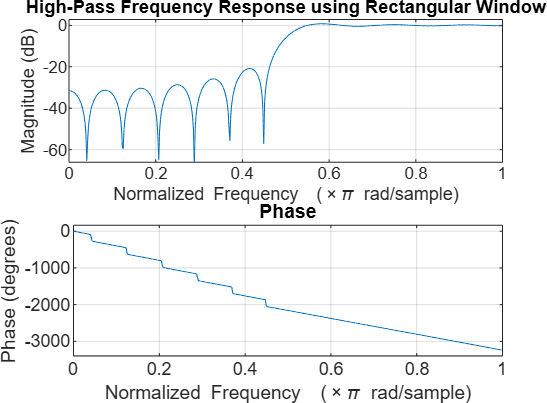 High-Pass Frequency Response using Rectangular Window
0
-20
-40
-60
Magnitude (dB)
0 0.2 0.4 0.6 0.8 1
Normalized Frequency (×π rad/sample)
Phase
0
-1000
-2000
-3000
Phase (degrees)
0 0.2 0.4 0.6 0.8 1
Normalized Frequency (×π rad/sample)